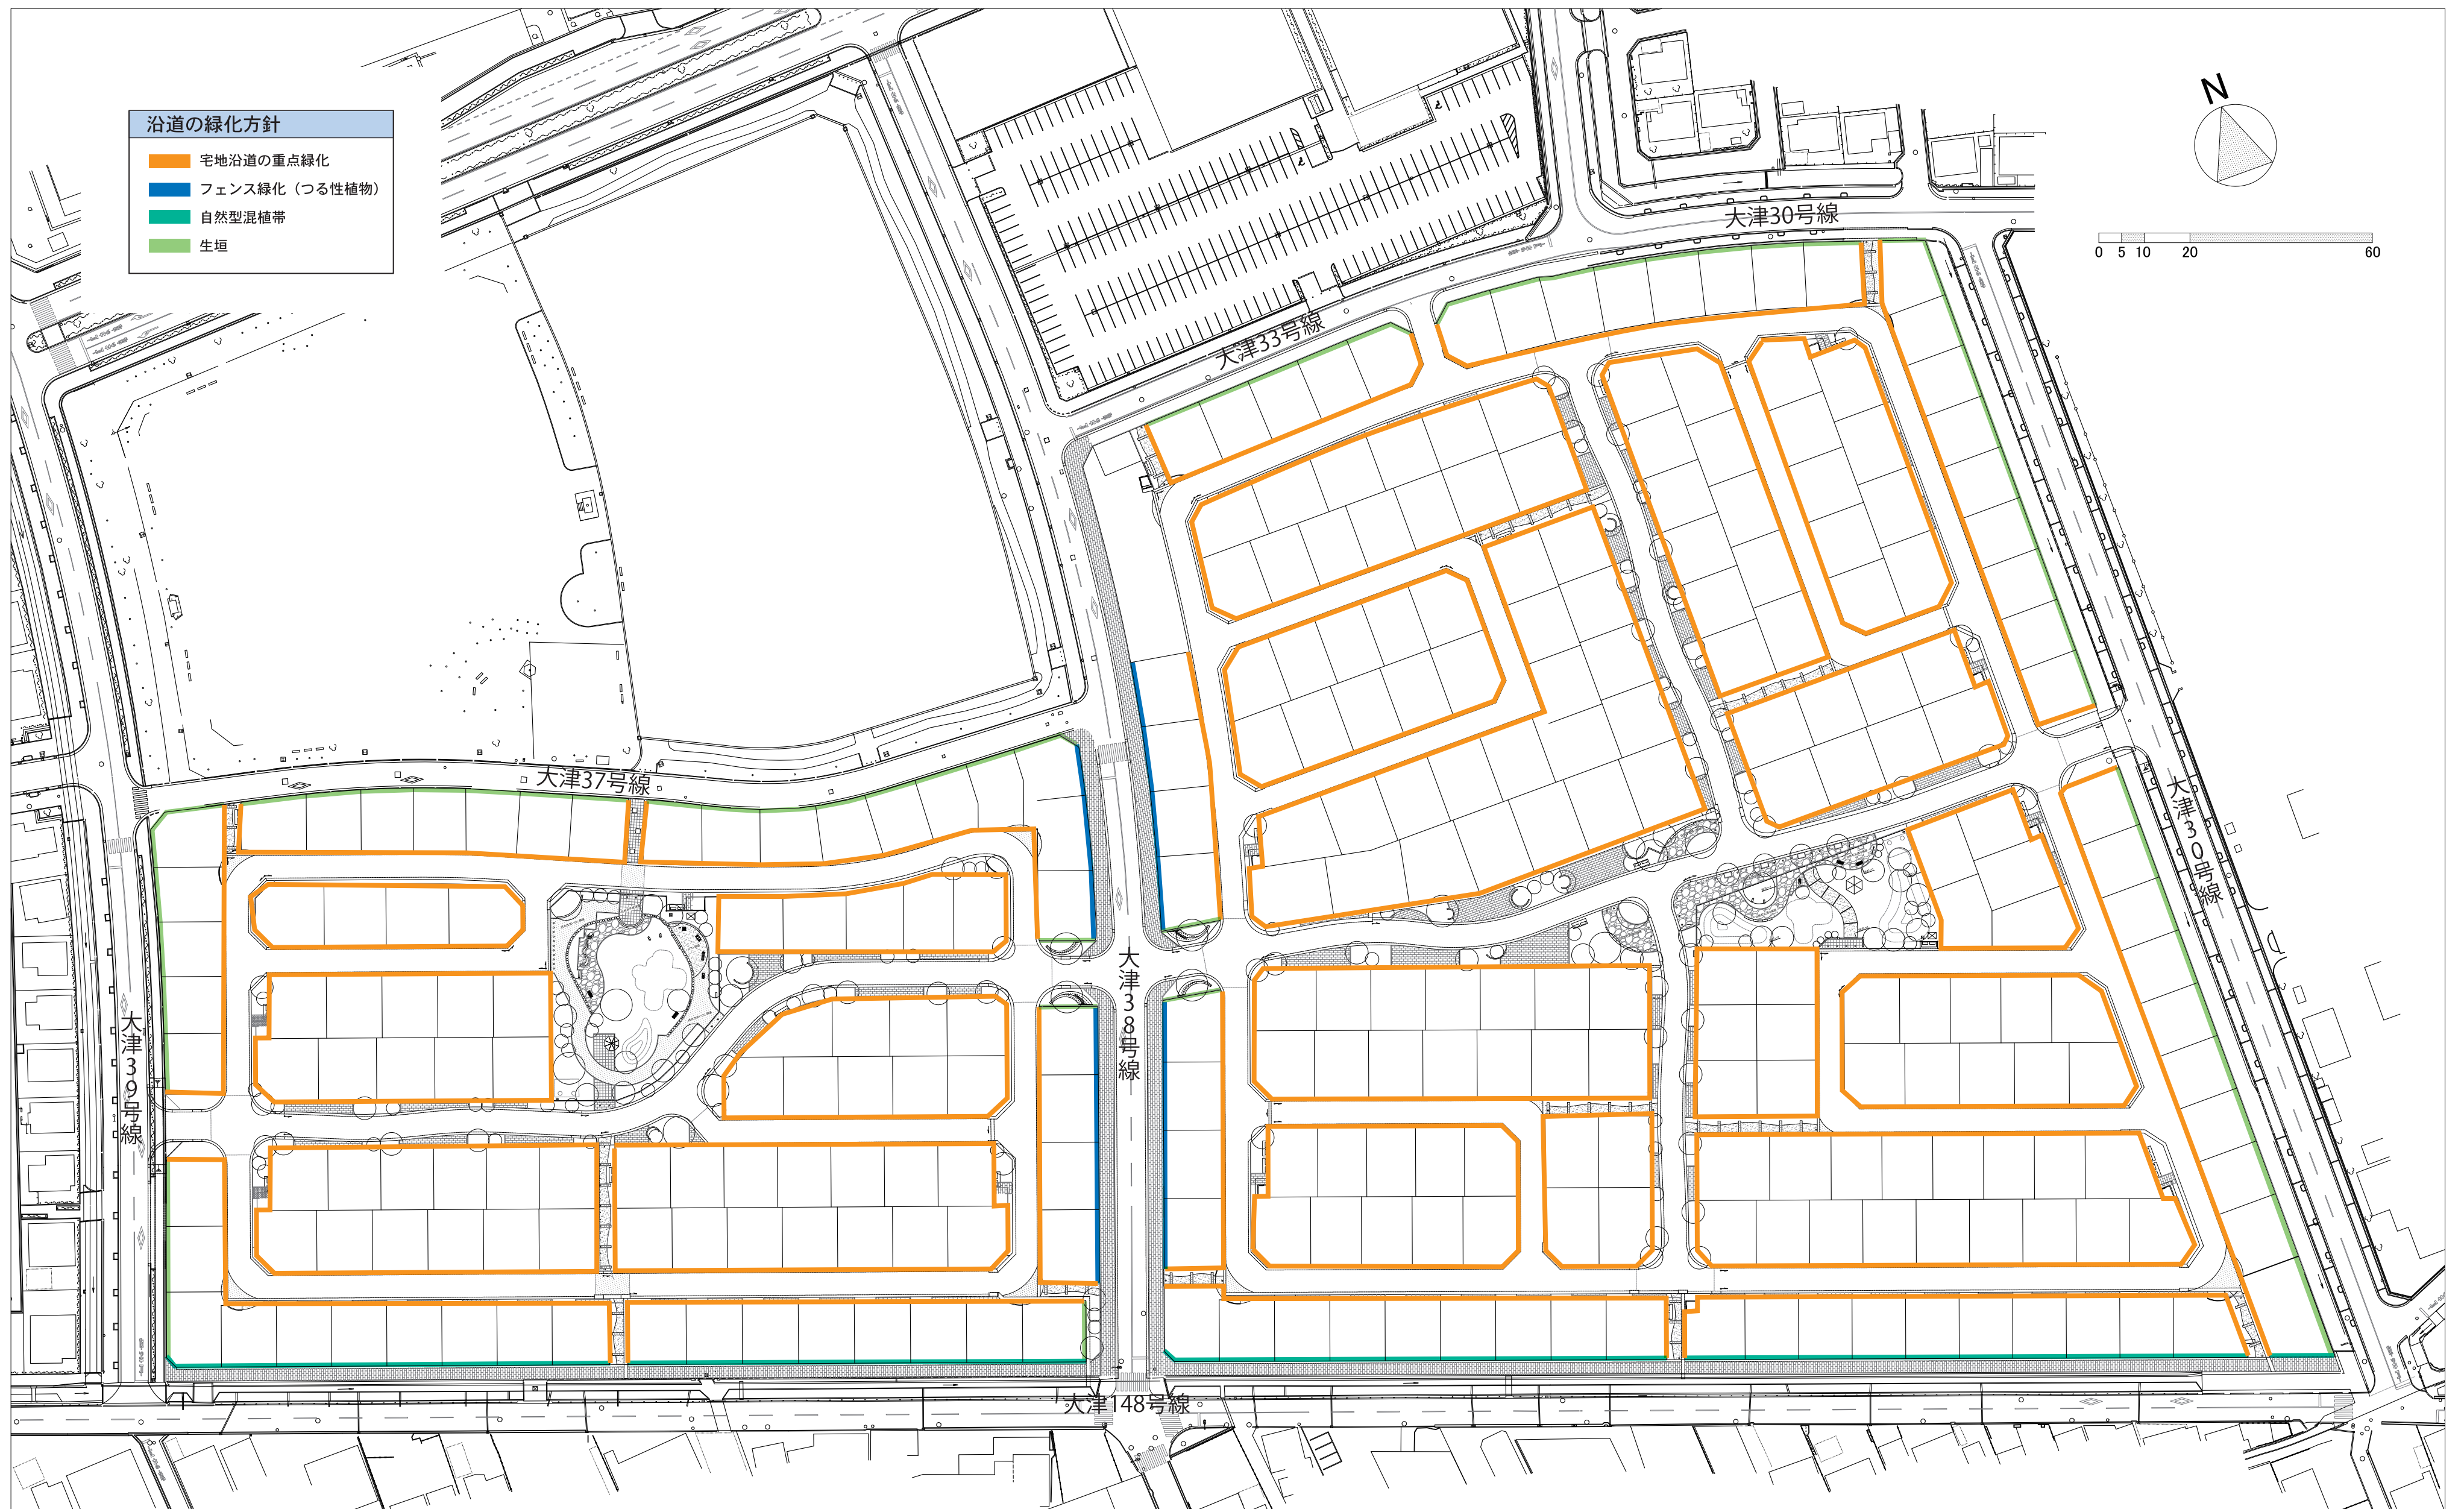 沿道の緑化方針
宅地沿道の重点緑化
フェンス緑化（つる性植物）
自然型混植帯
生垣
N
0 5 10 20 60
大津30号線
大津33号線
大津37号線
大津30号線
大津38号線
大津39号線
大津148号線